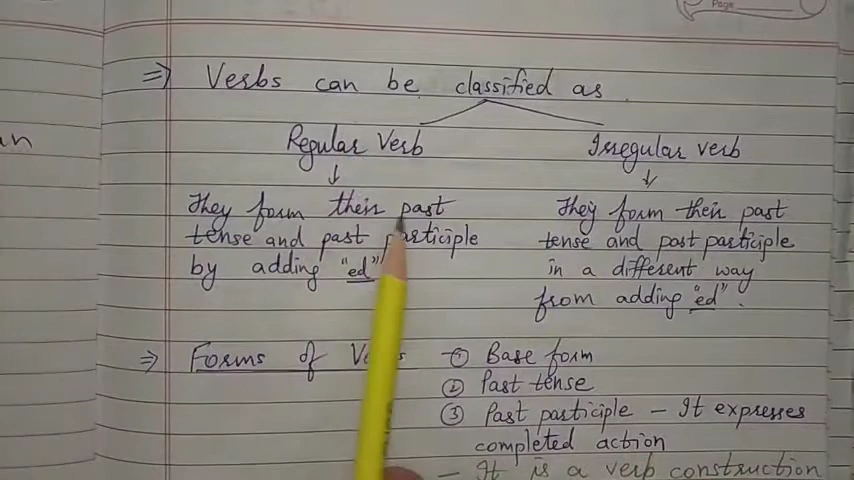 Page
⇒ Verbs can be classified as
Regular Verb Irregular verb
They form their past They form their past
tense and past participle tense and past participle
by adding "ed" in a different way
from adding "ed".
⇒ Forms of ① Base form
② Past tense
③ Past participle - It expresses
completed action
- It is a verb construction